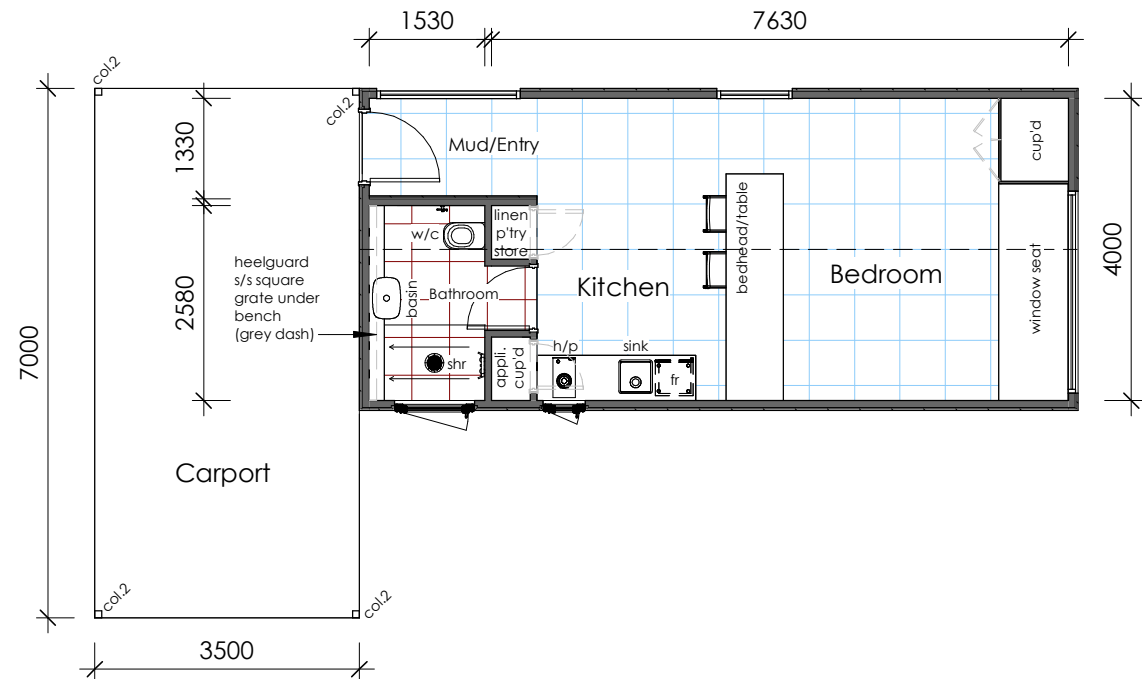 1530
7630
col.2
col.2
7000
1330
2580
Mud/Entry
cup'd
w/c
linen
p'try
store
bedhead/table
heelguard
s/s square
grate under
bench
(grey dash)
basin
Bathroom
Kitchen
Bedroom
window seat
4000
shr
appli.
cup'd
h/p
sink
fr
Carport
col.2
col.2
3500